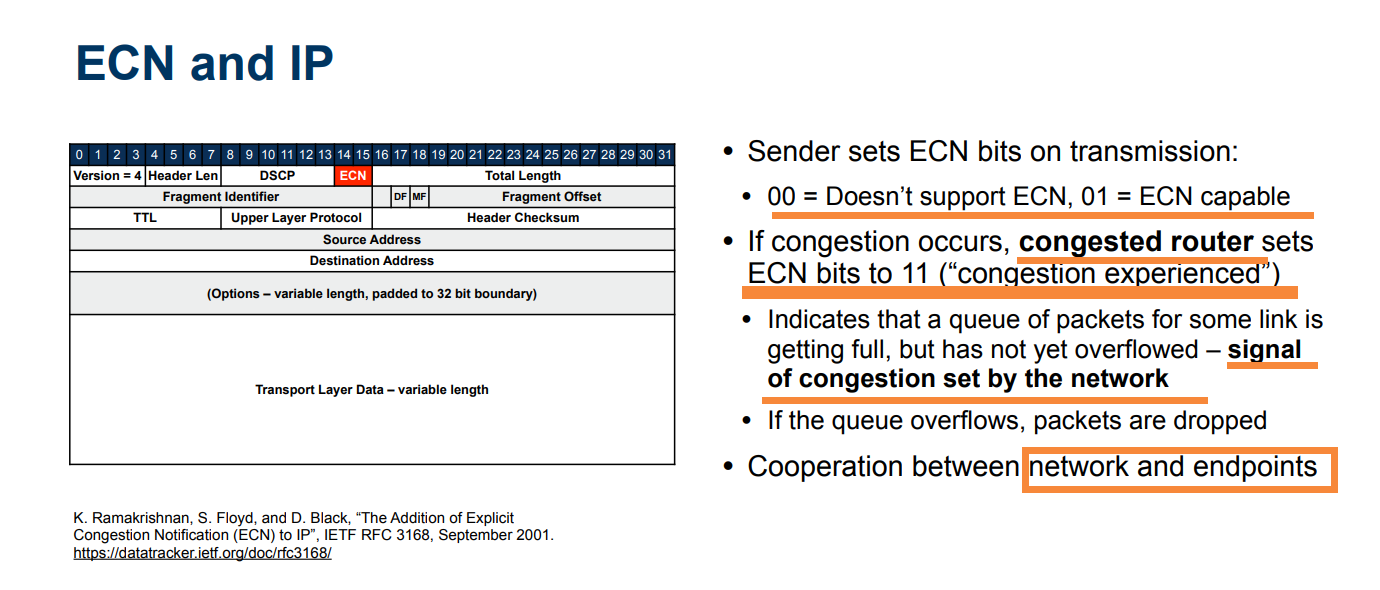 ECN and IP
0 1 2 3 4 5 6 7 8 9 10 11 12 13 14 15 16 17 18 19 20 21 22 23 24 25 26 27 28 29 30 31
Version = 4 Header Len DSCP ECN Total Length
Fragment Identifier DF MF Fragment Offset
TTL Upper Layer Protocol Header Checksum
Source Address
Destination Address
(Options – variable length, padded to 32 bit boundary)
Transport Layer Data – variable length
K. Ramakrishnan, S. Floyd, and D. Black, “The Addition of Explicit
Congestion Notification (ECN) to IP”, IETF RFC 3168, September 2001.
https://datatracker.ietf.org/doc/rfc3168/
• Sender sets ECN bits on transmission:
• 00 = Doesn’t support ECN, 01 = ECN capable
• If congestion occurs, congested router sets
ECN bits to 11 (“congestion experienced”)
• Indicates that a queue of packets for some link is
getting full, but has not yet overflowed – signal
of congestion set by the network
• If the queue overflows, packets are dropped
• Cooperation between network and endpoints